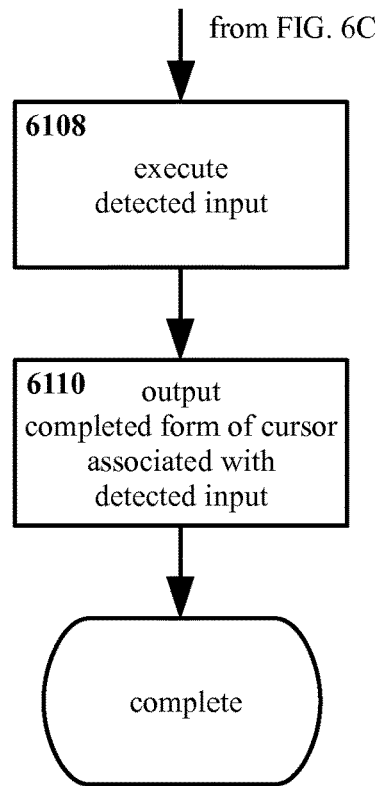 from FIG. 6C
6108
execute
detected input
6110
output
completed form of cursor
associated with
detected input
complete